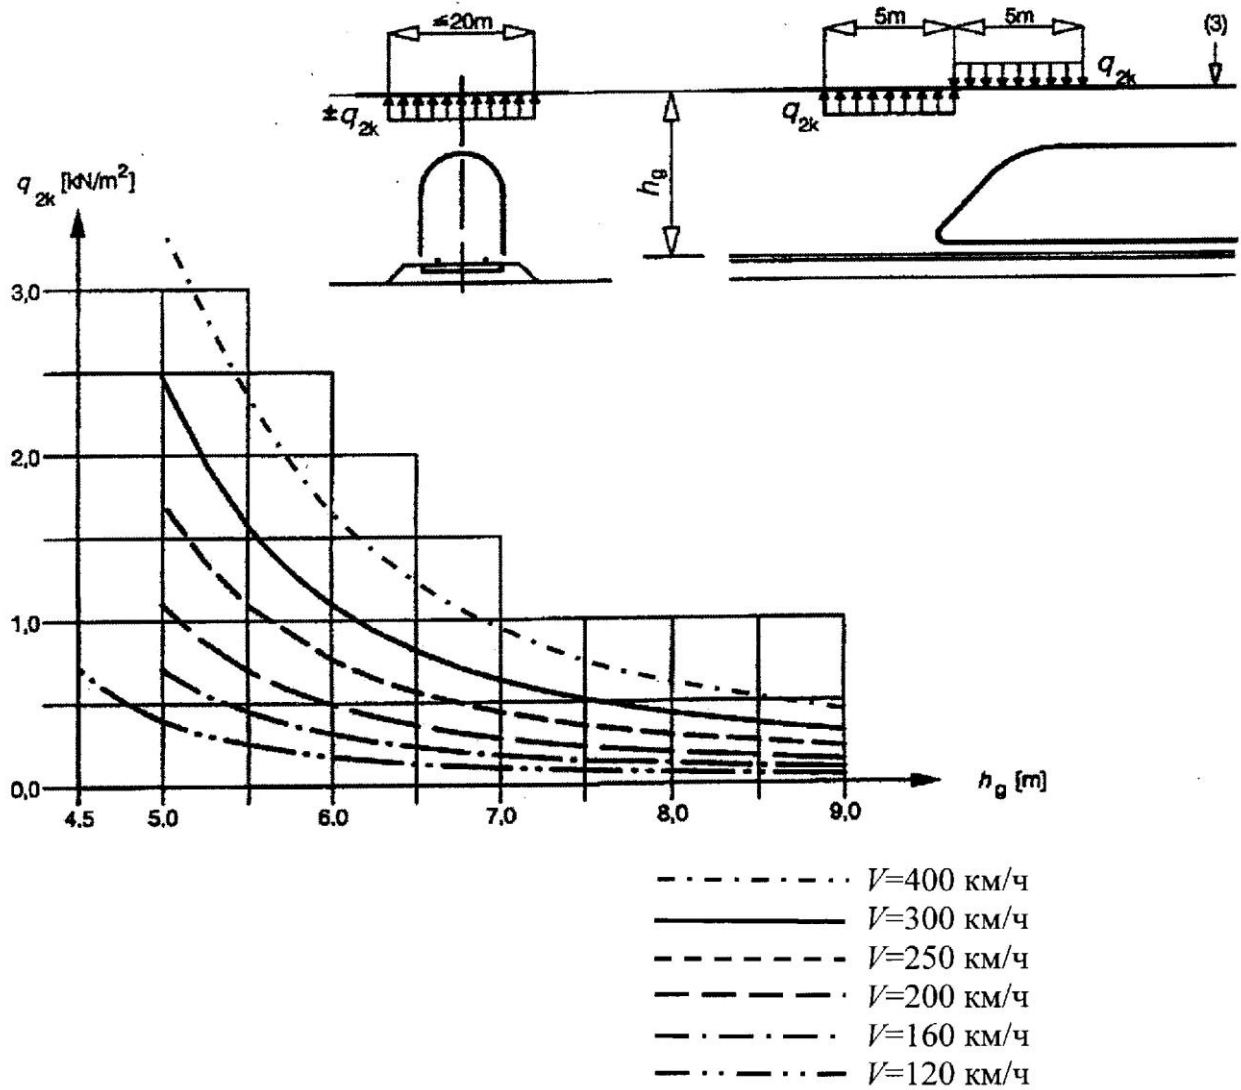 ≤20m
5m
5m
(3)
±q2k
q2k
q2k
hg
q2k [kN/m²]
3,0
2,0
1,0
0,0
4,5
5,0
6,0
7,0
8,0
9,0
hg [m]
V=400 км/ч
V=300 км/ч
V=250 км/ч
V=200 км/ч
V=160 км/ч
V=120 км/ч